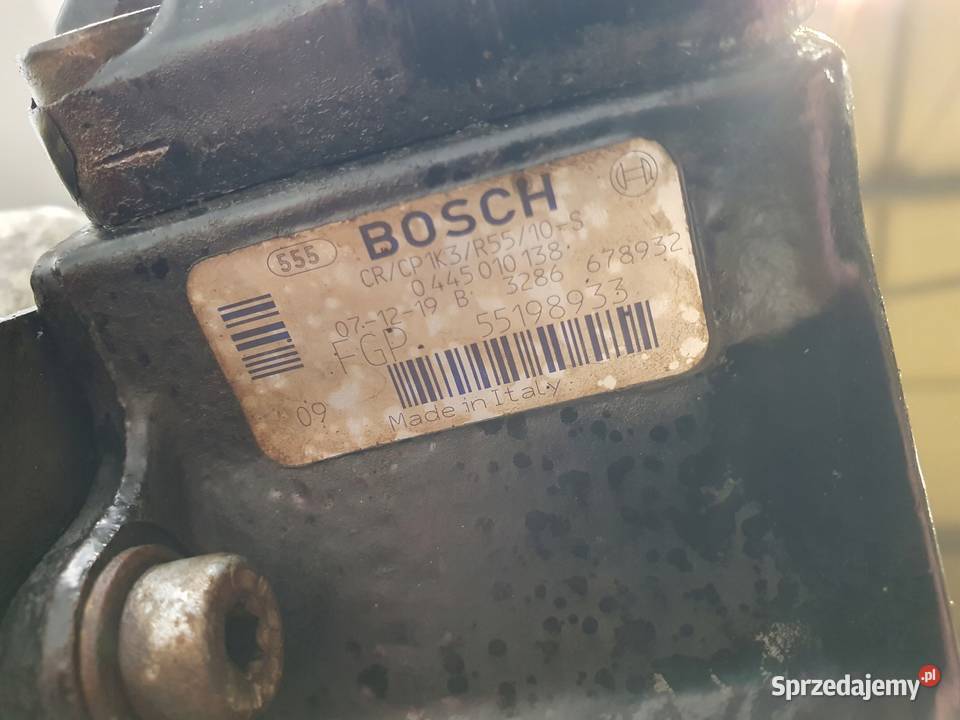 555
BOSCH
CR/CP1K3/R55/10-S
0 445 010 138
07-12-19 B 3286 678932
FGP 55198933
09
Made in Italy
Sprzedajemy.pl